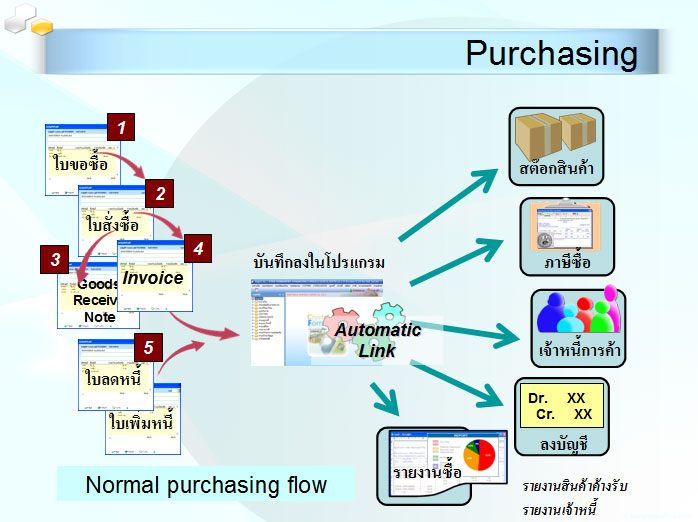 Purchasing
1
ใบขอซื้อ
2
ใบสั่งซื้อ
3
Goods
Receive
Note
4
Invoice
5
ใบลดหนี้
ใบเพิ่มหนี้
บันทึกลงในโปรแกรม
Automatic
Link
สต๊อกสินค้า
ภาษีซื้อ
เจ้าหนี้การค้า
Dr. XX
Cr. XX
ลงบัญชี
REPORT
รายงานซื้อ
รายงานสินค้าค้างรับ
รายงานเจ้าหนี้
Normal purchasing flow